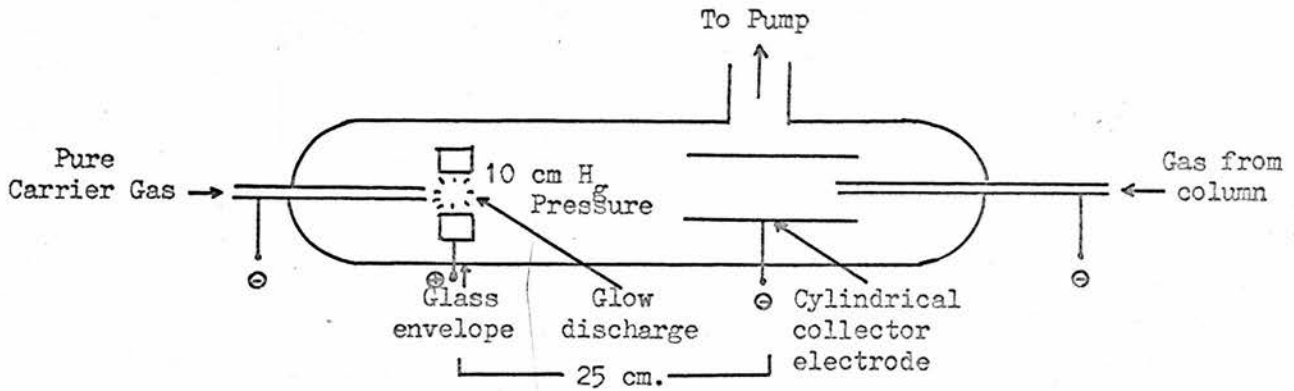 To Pump
Pure
Carrier Gas
10 cm Hg
Pressure
Gas from
column
⊖
⊕
⊖
⊖
Glass
envelope
Glow
discharge
Cylindrical
collector
electrode
25 cm.